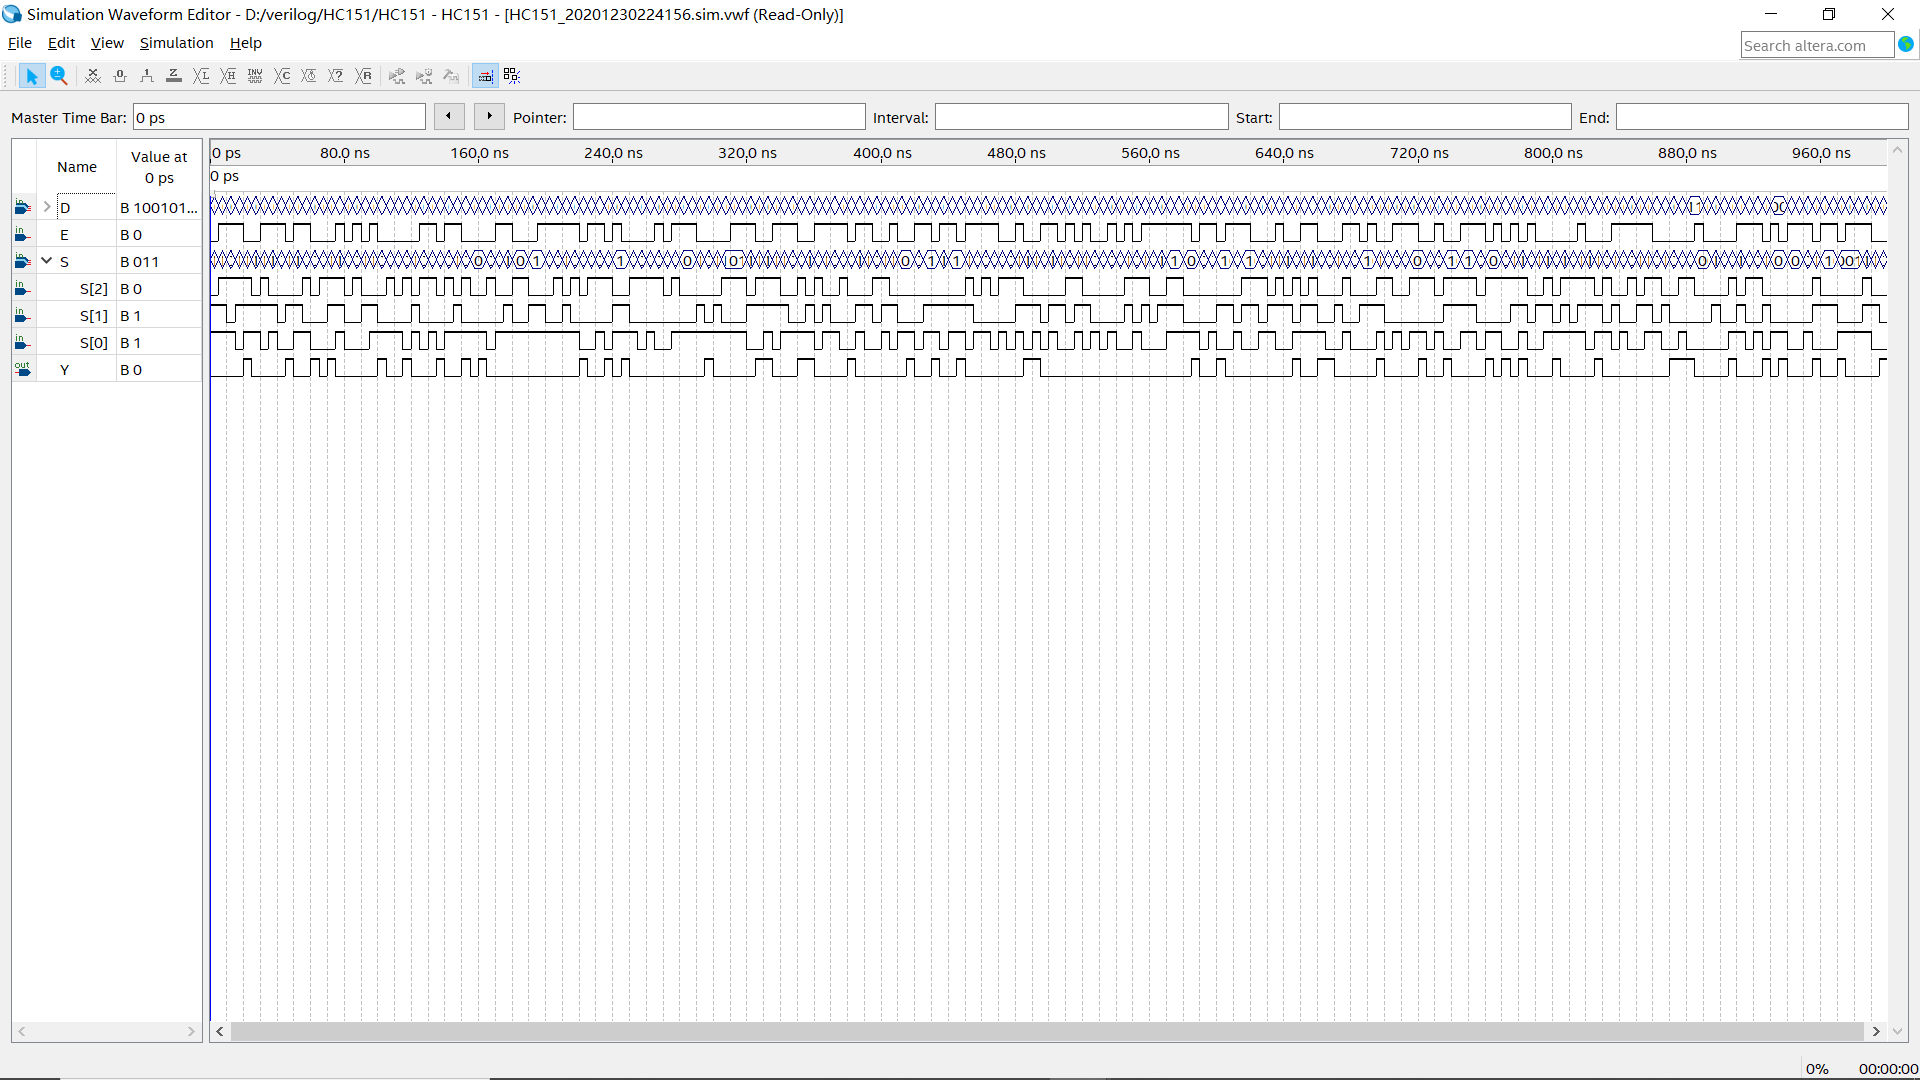 Simulation Waveform Editor - D:/verilog/HC151/HC151 - HC151 - [HC151_20201230224156.sim.vwf (Read-Only)]
File Edit View Simulation Help
Search altera.com
Master Time Bar: 0 ps Pointer: Interval: Start: End:
Name Value at 0 ps
0 ps 80.0 ns 160.0 ns 240.0 ns 320.0 ns 400.0 ns 480.0 ns 560.0 ns 640.0 ns 720.0 ns 800.0 ns 880.0 ns 960.0 ns
0 ps
D B 100101...
E B 0
S B 011
S[2] B 0
S[1] B 1
S[0] B 1
Y B 0
0% 00:00:00